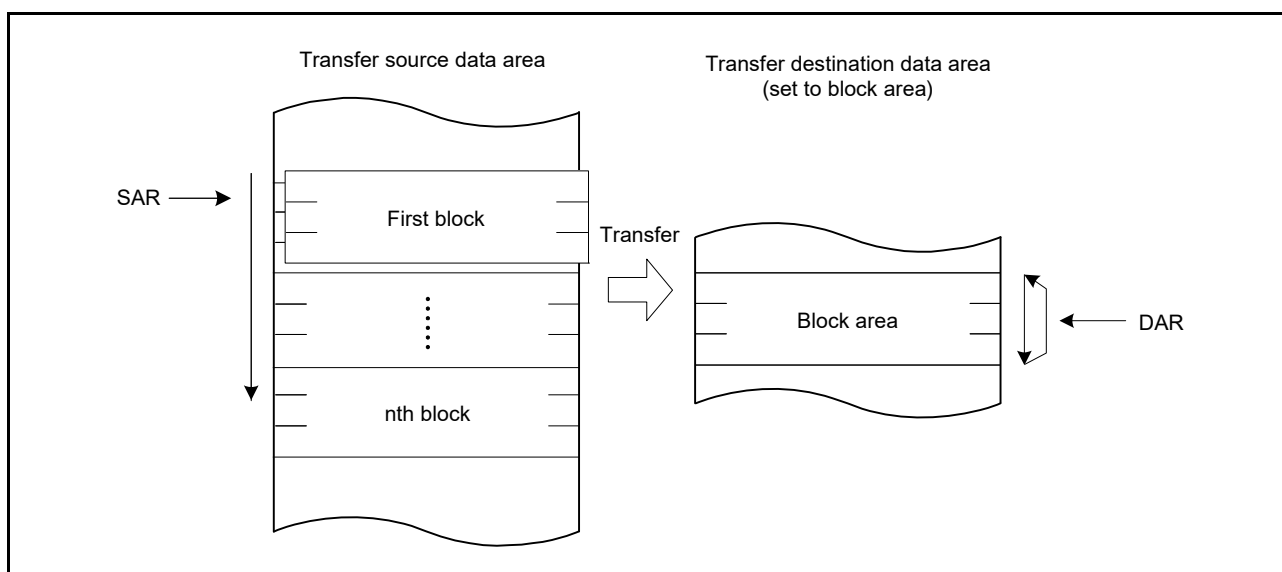 Transfer source data area
Transfer destination data area
(set to block area)
SAR
First block
Transfer
Block area
DAR
nth block